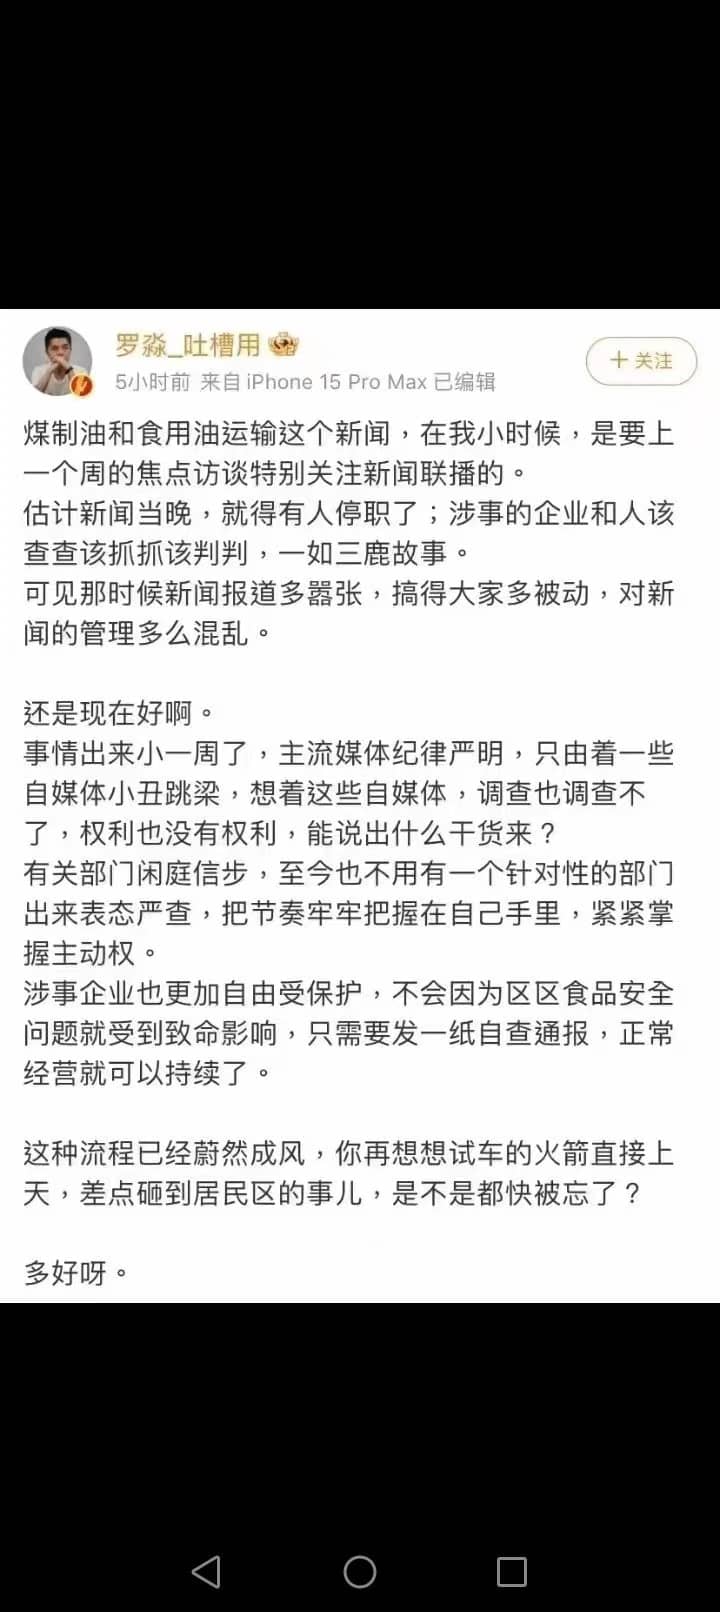 罗淼_吐槽用
5小时前 来自 iPhone 15 Pro Max 已编辑
+关注
煤制油和食用油运输这个新闻，在我小时候，是要上
一个周的焦点访谈特别关注新闻联播的。
估计新闻当晚，就得有人停职了；涉事的企业和人该
查查该抓抓该判判，一如三鹿故事。
可见那时候新闻报道多嚣张，搞得大家多被动，对新
闻的管理多么混乱。
还是现在好啊。
事情出来小一周了，主流媒体纪律严明，只由着一些
自媒体小丑跳梁，想着这些自媒体，调查也调查不
了，权利也没有权利，能说出什么干货来？
有关部门闲庭信步，至今也不用有一个针对性的部门
出来表态严查，把节奏牢牢把握在自己手里，紧紧掌
握主动权。
涉事企业也更加自由受保护，不会因为区区食品安全
问题就受到致命影响，只需要发一纸自查通报，正常
经营就可以持续了。
这种流程已经蔚然成风，你再想想试车的火箭直接上
天，差点砸到居民区的事儿，是不是都快被忘了？
多好呀。